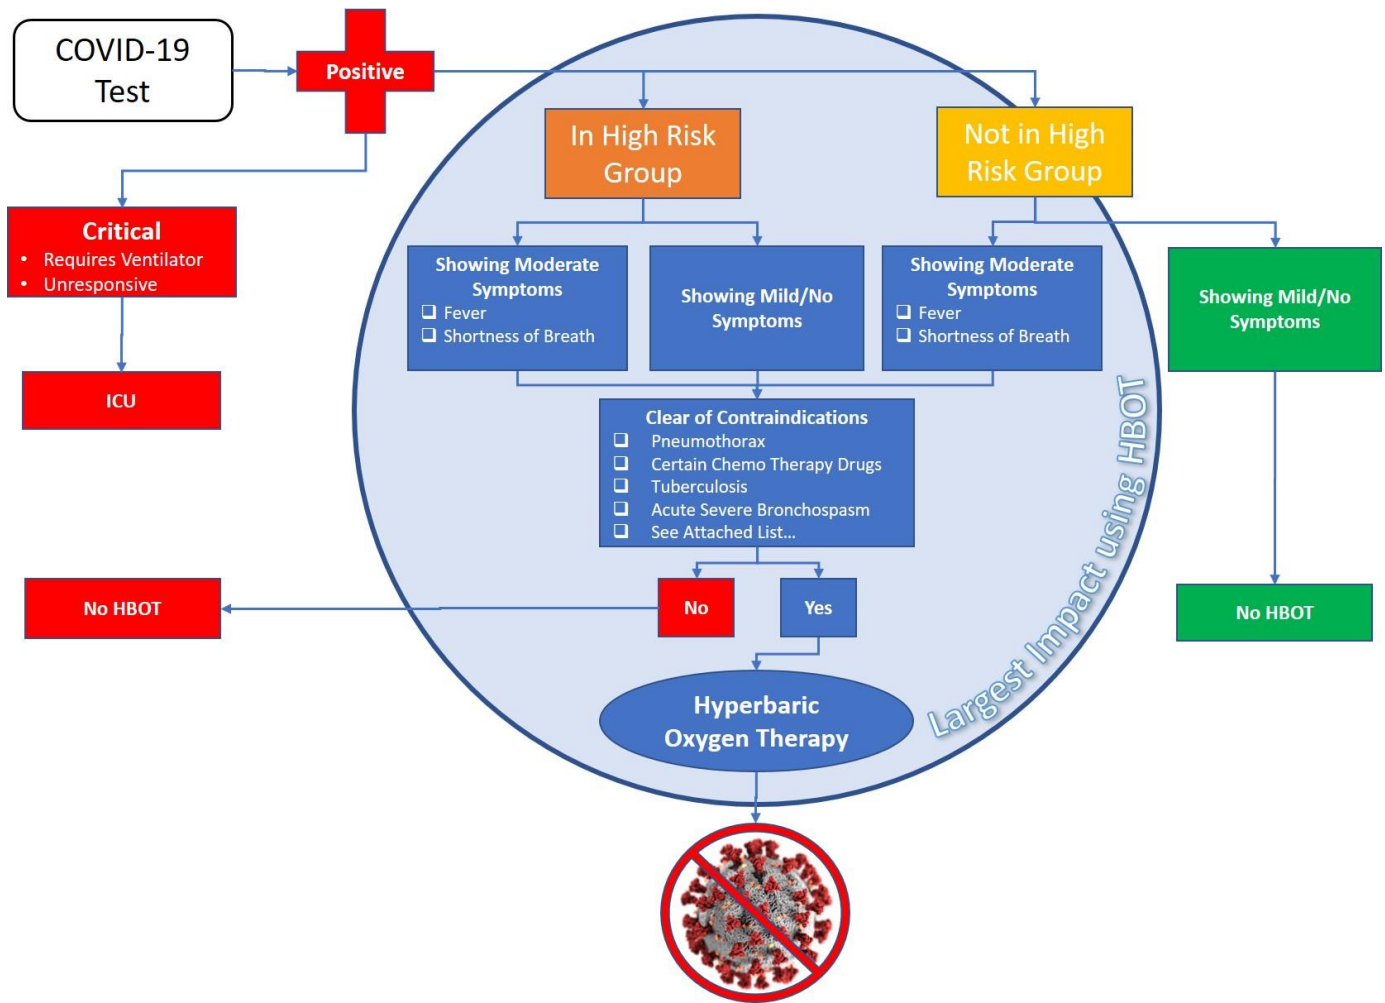 COVID-19
Test
Positive
In High Risk
Group
Not in High
Risk Group
Critical
• Requires Ventilator
• Unresponsive
ICU
Showing Moderate
Symptoms
❑ Fever
❑ Shortness of Breath
Showing Mild/No
Symptoms
Showing Moderate
Symptoms
❑ Fever
❑ Shortness of Breath
Showing Mild/No
Symptoms
Clear of Contraindications
❑ Pneumothorax
❑ Certain Chemo Therapy Drugs
❑ Tuberculosis
❑ Acute Severe Bronchospasm
❑ See Attached List...
No HBOT
No
Yes
No HBOT
Hyperbaric
Oxygen Therapy
Largest Impact using HBOT